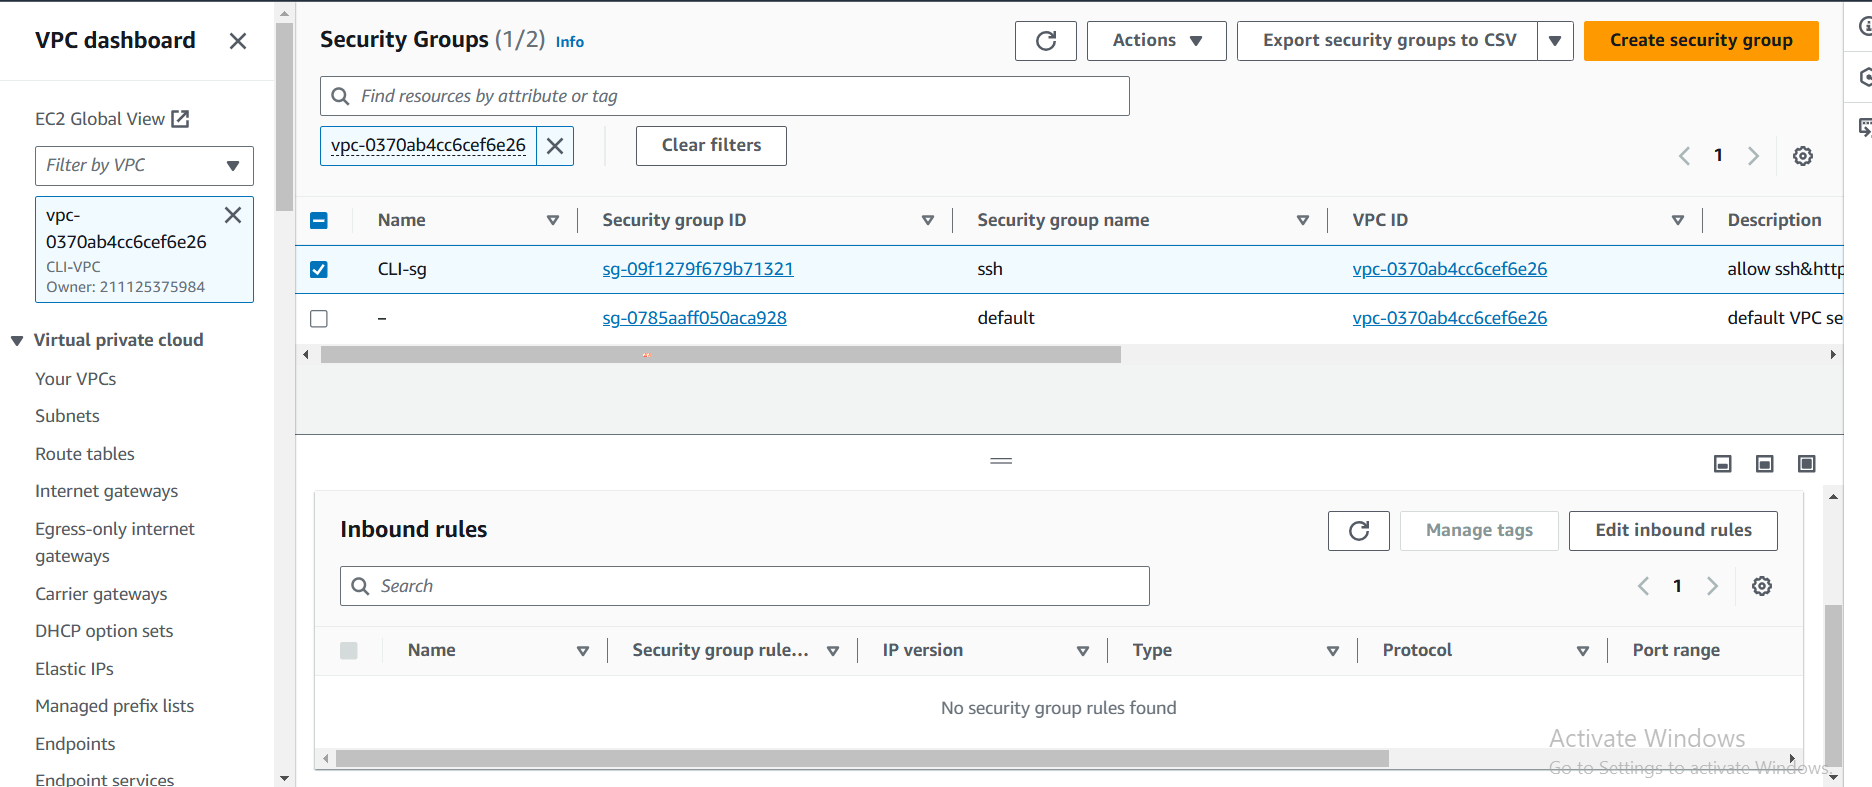 VPC dashboard
EC2 Global View
Filter by VPC
vpc-
0370ab4cc6cef6e26
CLI-VPC
Owner: 211125375984
Virtual private cloud
Your VPCs
Subnets
Route tables
Internet gateways
Egress-only internet
gateways
Carrier gateways
DHCP option sets
Elastic IPs
Managed prefix lists
Endpoints
Endpoint services
Security Groups (1/2) Info
Actions
Export security groups to CSV
Create security group
Find resources by attribute or tag
vpc-0370ab4cc6cef6e26
Clear filters
1
Name Security group ID Security group name VPC ID Description
CLI-sg sg-09f1279f679b71321 ssh vpc-0370ab4cc6cef6e26 allow ssh&http
– sg-0785aaff050aca928 default vpc-0370ab4cc6cef6e26 default VPC se
Inbound rules
Manage tags
Edit inbound rules
Search
1
Name Security group rule... IP version Type Protocol Port range
No security group rules found
Activate Windows
Go to Settings to activate Windows.